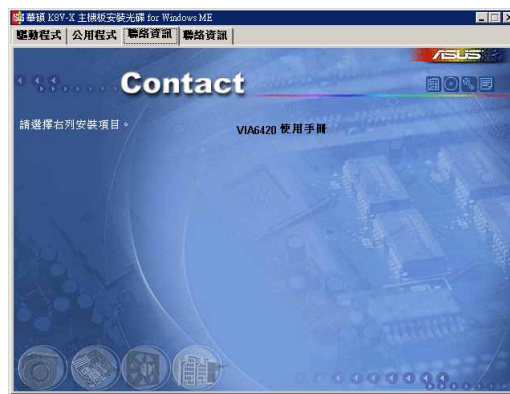 華碩 K8V-X 主機板安裝光碟 for Windows ME
驅動程式 公用程式 聯絡資訊 聯絡資訊
ASUS
Contact
請選擇右列安裝項目。
VIA6420 使用手冊